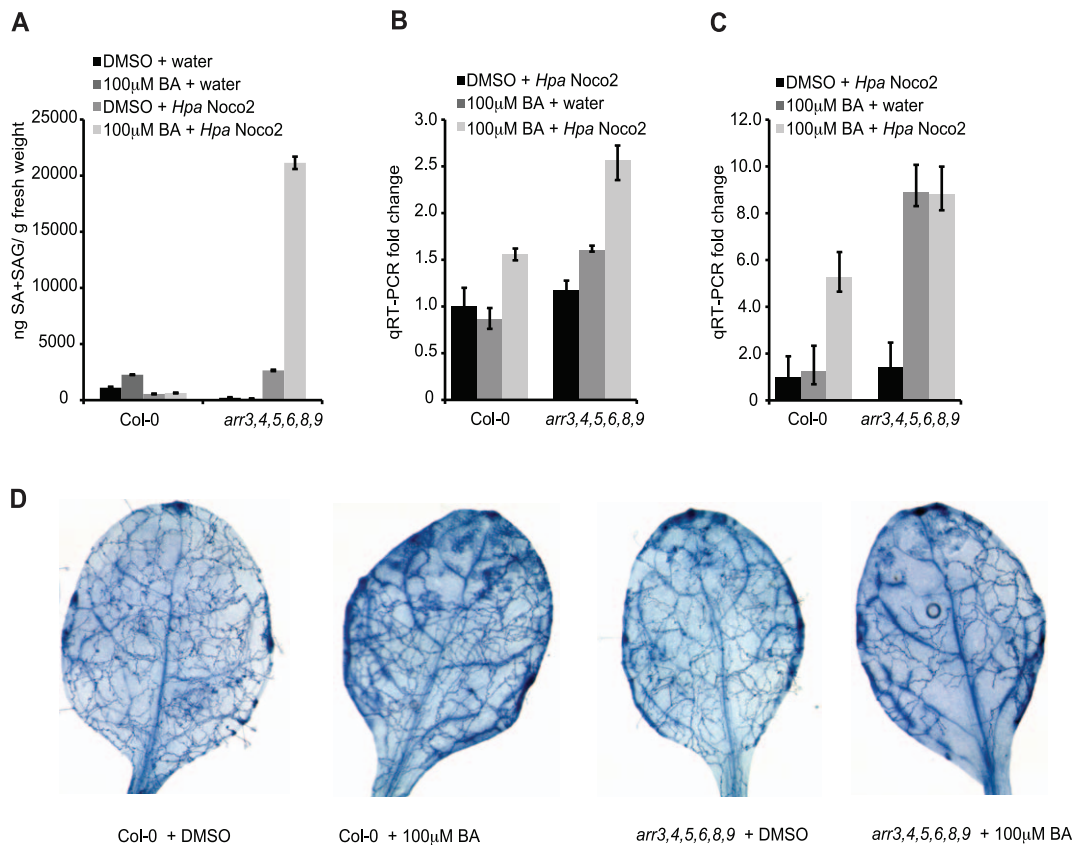 A
DMSO + water
100μM BA + water
DMSO + Hpa Noco2
100μM BA + Hpa Noco2
ng SA+SAG/ g fresh weight
25000
20000
15000
10000
5000
0
Col-0
arr3,4,5,6,8,9
B
DMSO + Hpa Noco2
100μM BA + water
100μM BA + Hpa Noco2
qRT-PCR fold change
3.0
2.5
2.0
1.5
1.0
0.5
0
Col-0
arr3,4,5,6,8,9
C
DMSO + Hpa Noco2
100μM BA + water
100μM BA + Hpa Noco2
qRT-PCR fold change
12.0
10.0
8.0
6.0
4.0
2.0
0
Col-0
arr3,4,5,6,8,9
D
Col-0 + DMSO
Col-0 + 100μM BA
arr3,4,5,6,8,9 + DMSO
arr3,4,5,6,8,9 + 100μM BA